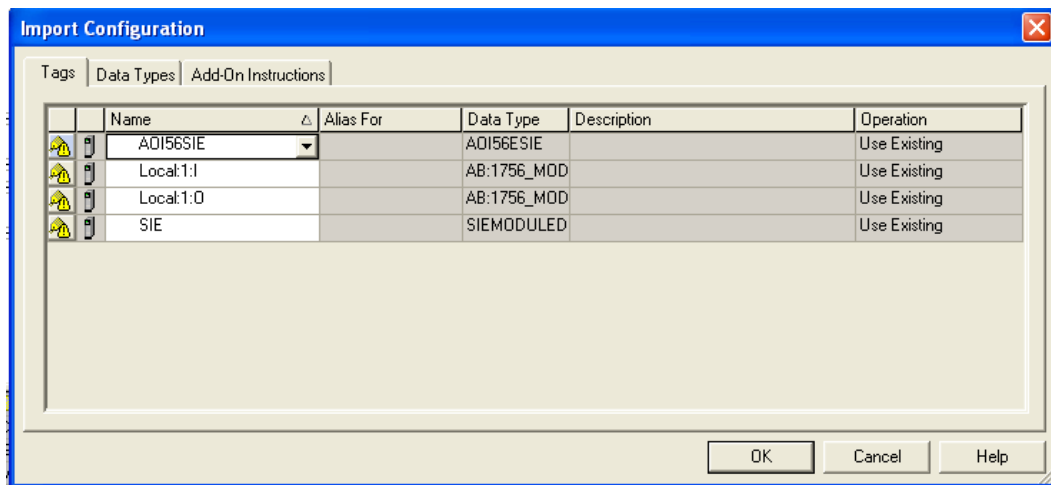 Import Configuration
Tags Data Types Add-On Instructions
Name Alias For Data Type Description Operation
AOI56SIE AOI56ESIE Use Existing
Local:1:I AB:1756_MOD Use Existing
Local:1:O AB:1756_MOD Use Existing
SIE SIEMODULED Use Existing
OK Cancel Help